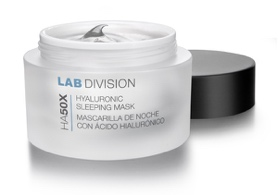 LAB DIVISION
HA50X
HYALURONIC
SLEEPING MASK
MASCARILLA DE NOCHE
CON ÁCIDO HIALURÓNICO